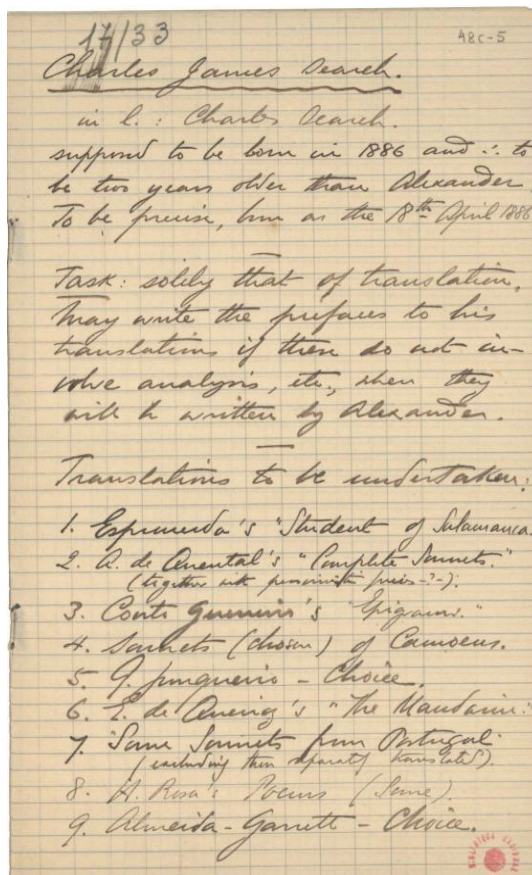 17/33
48C-5
Charles James Search.
in l.: Charles Search.
supposed to be born in 1886 and ∴ to
be two years older than Alexander
To be precise, born on the 18th April 1886
Task: solely that of translation.
May write the prefaces to his
translations if these do not in-
volve analysis, etc., when they
will be written by Alexander.
Translations to be undertaken:
1. Espronceda's "Student of Salamanca.
2. A. de Quental's "Complete Sonnets."
(together with
3. Conte Guerreiro's "Epigrams."
4. Sonnets (chosen) of Camoens.
5. G. Junqueiro - Choice.
6. E. de Queiroz's "The Mandarin."
7. "Some Sonnets from Portugal"
(excluding those separately translated).
8. H. Rosa's Poems (Some).
9. Almeida-Garrett - Choice.